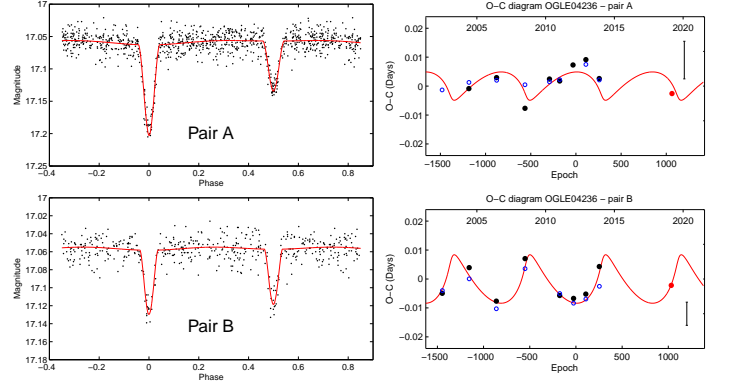 17
17.05
17.1
17.15
17.2
17.25
−0.4 −0.2 0 0.2 0.4 0.6 0.8
Magnitude
Phase
Pair A
O−C diagram OGLE04236 − pair A
2005 2010 2015 2020
0.02
0.01
0
−0.01
−0.02
O−C (Days)
−1500 −1000 −500 0 500 1000
Epoch
17
17.02
17.04
17.06
17.08
17.1
17.12
17.14
17.16
17.18
−0.4 −0.2 0 0.2 0.4 0.6 0.8
Magnitude
Phase
Pair B
O−C diagram OGLE04236 − pair B
2005 2010 2015 2020
0.02
0.01
0
−0.01
−0.02
O−C (Days)
−1500 −1000 −500 0 500 1000
Epoch